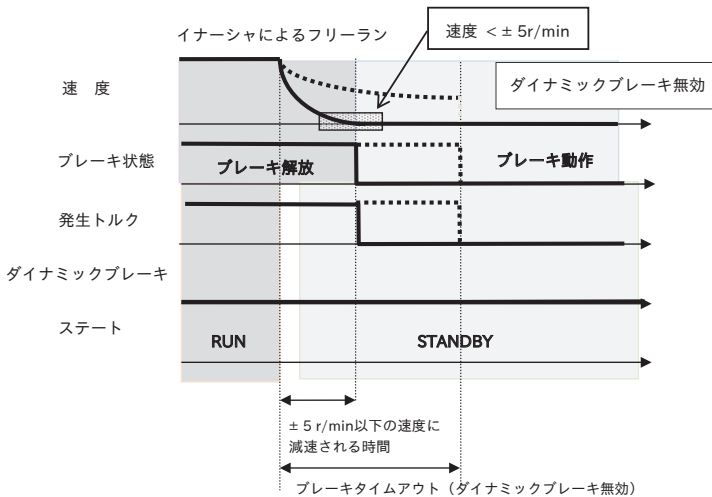 イナーシャによるフリーラン
速度 <± 5r/min
速　度
ダイナミックブレーキ無効
ブレーキ状態
ブレーキ解放
ブレーキ動作
発生トルク
ダイナミックブレーキ
ステート
RUN
STANDBY
± 5 r/min以下の速度に
減速される時間
ブレーキタイムアウト（ダイナミックブレーキ無効）